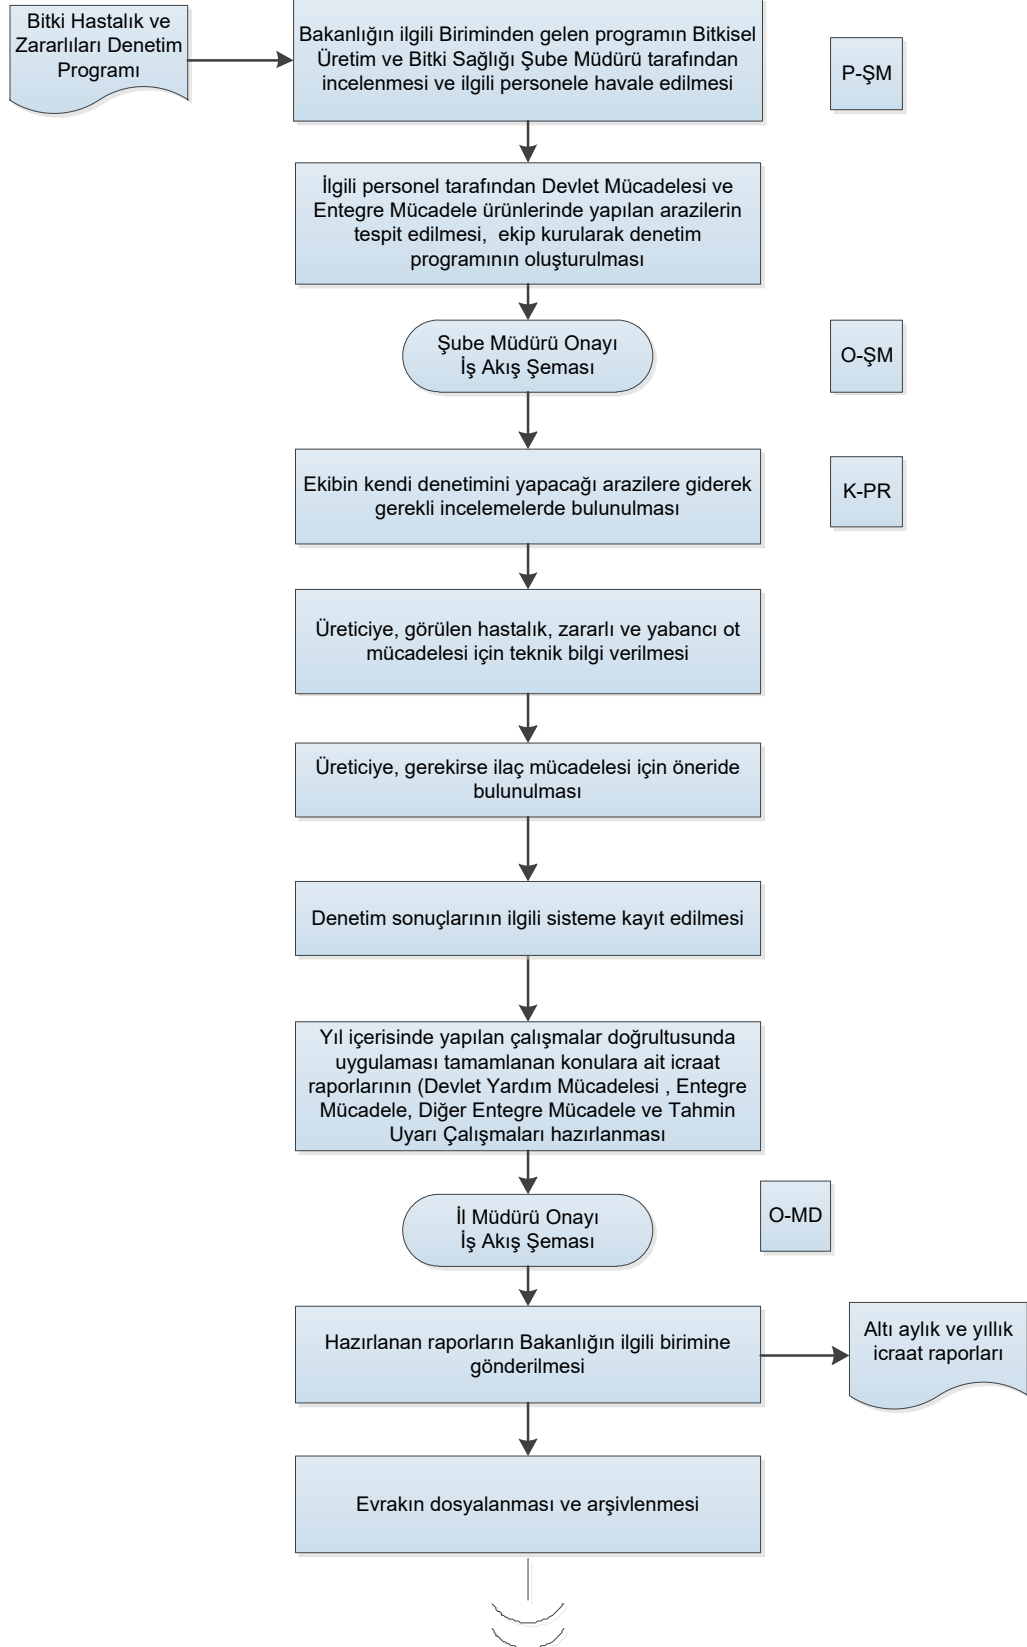 Bitki Hastalık ve
Zararlıları Denetim
Programı
Bakanlığın ilgili Biriminden gelen programın Bitkisel
Üretim ve Bitki Sağlığı Şube Müdürü tarafından
incelenmesi ve ilgili personele havale edilmesi
P-ŞM
İlgili personel tarafından Devlet Mücadelesi ve
Entegre Mücadele ürünlerinde yapılan arazilerin
tespit edilmesi, ekip kurularak denetim
programının oluşturulması
Şube Müdürü Onayı
İş Akış Şeması
O-ŞM
Ekibin kendi denetimini yapacağı arazilere giderek
gerekli incelemelerde bulunulması
K-PR
Üreticiye, görülen hastalık, zararlı ve yabancı ot
mücadelesi için teknik bilgi verilmesi
Üreticiye, gerekirse ilaç mücadelesi için öneride
bulunulması
Denetim sonuçlarının ilgili sisteme kayıt edilmesi
Yıl içerisinde yapılan çalışmalar doğrultusunda
uygulaması tamamlanan konulara ait icraat
raporlarının (Devlet Yardım Mücadelesi , Entegre
Mücadele, Diğer Entegre Mücadele ve Tahmin
Uyarı Çalışmaları hazırlanması
İl Müdürü Onayı
İş Akış Şeması
O-MD
Hazırlanan raporların Bakanlığın ilgili birimine
gönderilmesi
Altı aylık ve yıllık
icraat raporları
Evrakın dosyalanması ve arşivlenmesi